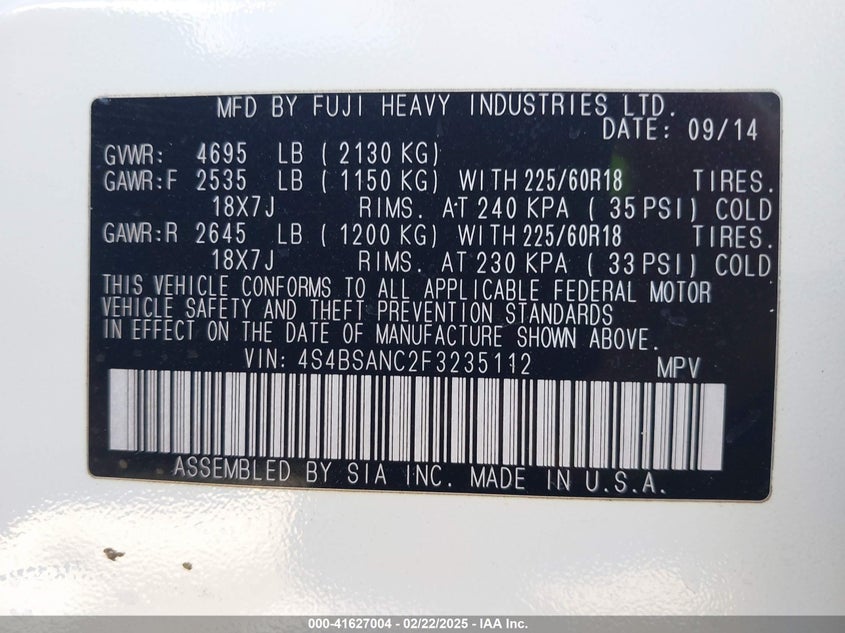 MFD BY FUJI HEAVY INDUSTRIES LTD.
DATE: 09/14
GVWR: 4695 LB ( 2130 KG)
GAWR:F 2535 LB ( 1150 KG) WITH 225/60R18 TIRES.
18X7J RIMS. AT 240 KPA ( 35 PSI) COLD
GAWR:R 2645 LB ( 1200 KG) WITH 225/60R18 TIRES.
18X7J RIMS. AT 230 KPA ( 33 PSI) COLD
THIS VEHICLE CONFORMS TO ALL APPLICABLE FEDERAL MOTOR
VEHICLE SAFETY AND THEFT PREVENTION STANDARDS
IN EFFECT ON THE DATE OF MANUFACTURE SHOWN ABOVE.
VIN: 4S4BSANC2F3235112 MPV
ASSEMBLED BY SIA INC. MADE IN U.S.A.
000-41627004 - 02/22/2025 - IAA Inc.